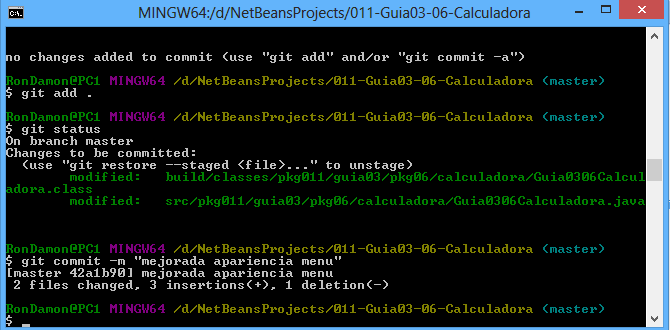 MINGW64:/d/NetBeansProjects/011-Guia03-06-Calculadora
no changes added to commit (use "git add" and/or "git commit -a")
RonDamon@PC1 MINGW64 /d/NetBeansProjects/011-Guia03-06-Calculadora (master)
$ git add .
RonDamon@PC1 MINGW64 /d/NetBeansProjects/011-Guia03-06-Calculadora (master)
$ git status
On branch master
Changes to be committed:
  (use "git restore --staged <file>..." to unstage)
        modified:   build/classes/pkg011/guia03/pkg06/calculadora/Guia0306Calcul
adora.class
        modified:   src/pkg011/guia03/pkg06/calculadora/Guia0306Calculadora.java
RonDamon@PC1 MINGW64 /d/NetBeansProjects/011-Guia03-06-Calculadora (master)
$ git commit -m "mejorada apariencia menu"
[master 42a1b90] mejorada apariencia menu
 2 files changed, 3 insertions(+), 1 deletion(-)
RonDamon@PC1 MINGW64 /d/NetBeansProjects/011-Guia03-06-Calculadora (master)
$